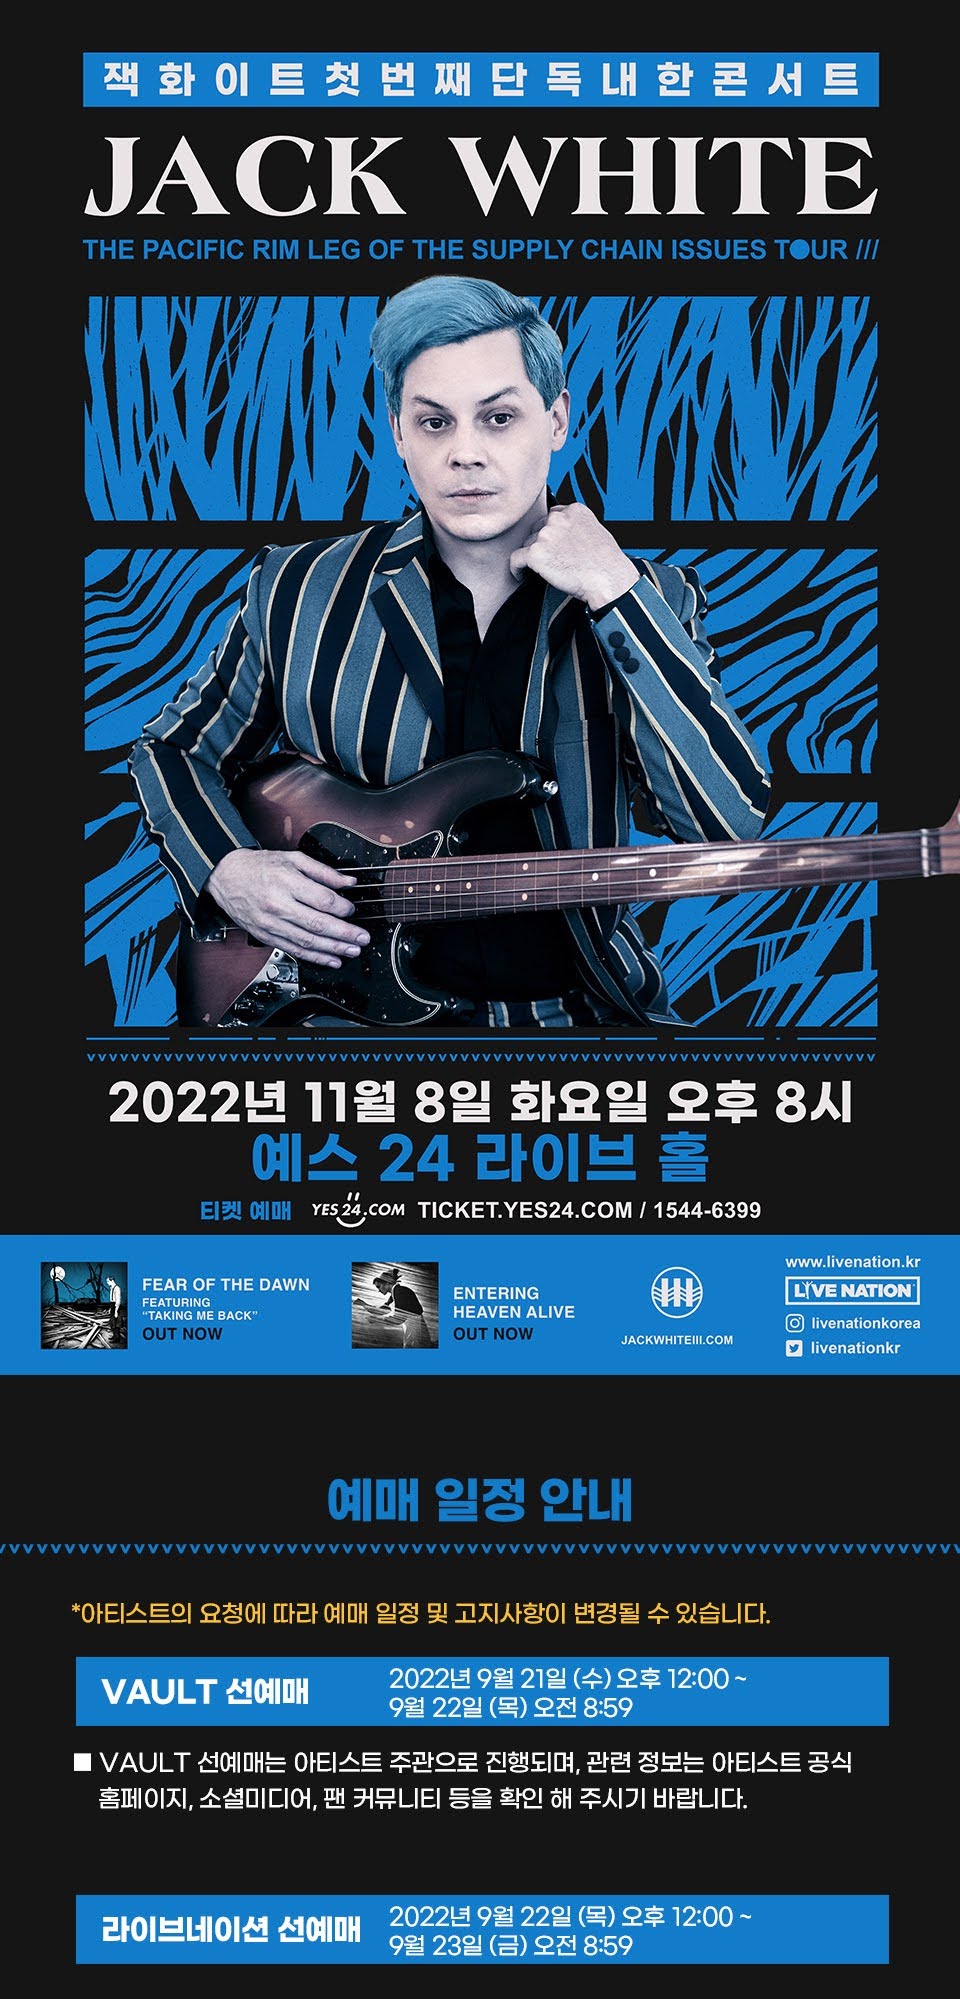 잭화이트첫번째단독내한콘서트
JACK WHITE
THE PACIFIC RIM LEG OF THE SUPPLY CHAIN ISSUES TOUR ///
2022년 11월 8일 화요일 오후 8시
예스 24 라이브 홀
티켓 예매 YES24.COM TICKET.YES24.COM / 1544-6399
FEAR OF THE DAWN
FEATURING
“TAKING ME BACK”
OUT NOW
ENTERING
HEAVEN ALIVE
OUT NOW
JACKWHITEIII.COM
www.livenation.kr
LIVE NATION
livenationkorea
livenationkr
예매 일정 안내
*아티스트의 요청에 따라 예매 일정 및 고지사항이 변경될 수 있습니다.
VAULT 선예매
2022년 9월 21일 (수) 오후 12:00 ~
9월 22일 (목) 오전 8:59
■ VAULT 선예매는 아티스트 주관으로 진행되며, 관련 정보는 아티스트 공식
홈페이지, 소셜미디어, 팬 커뮤니티 등을 확인 해 주시기 바랍니다.
라이브네이션 선예매
2022년 9월 22일 (목) 오후 12:00 ~
9월 23일 (금) 오전 8:59